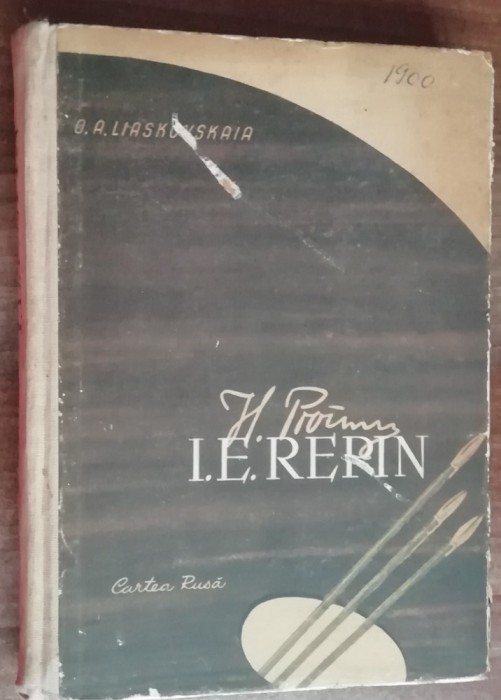 1900
O.A. LIASKOVSKAIA
I.E. REPIN
Cartea Rusă